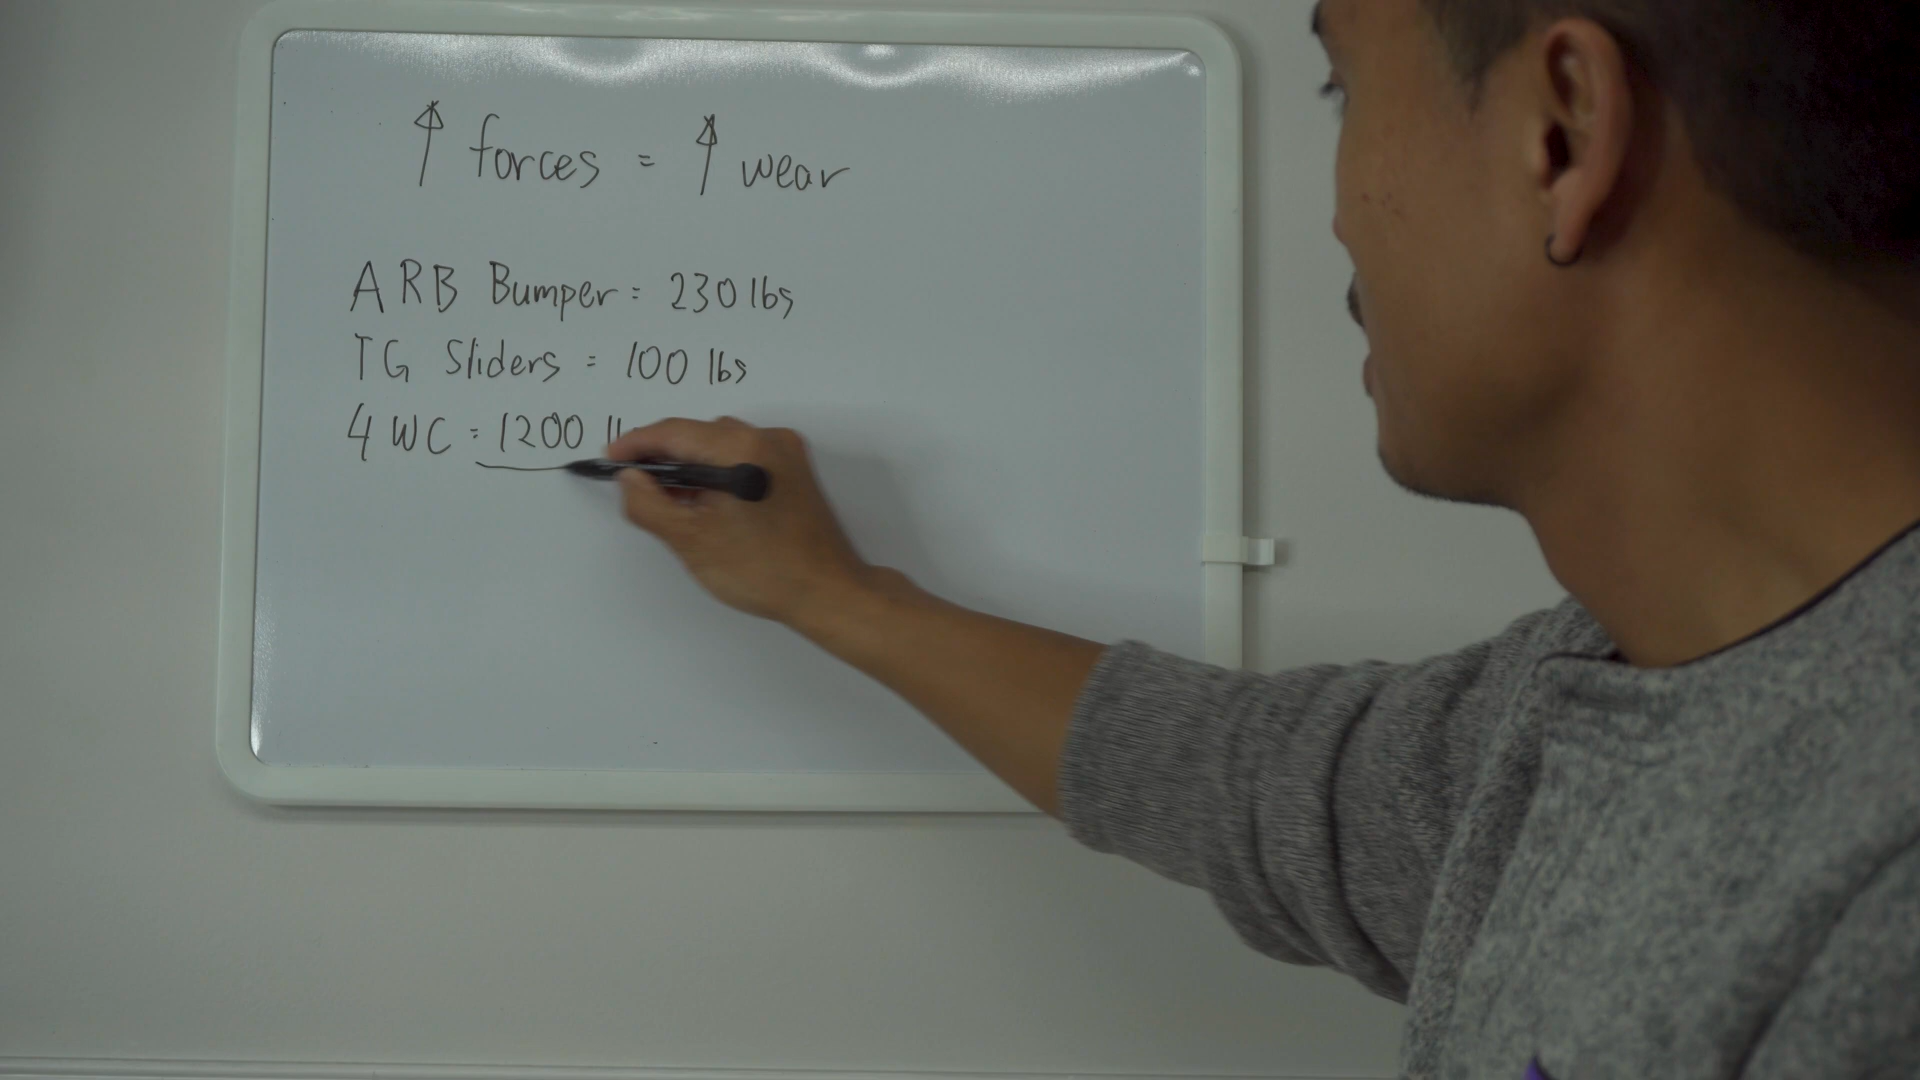 ↑ forces = ↑ wear
ARB Bumper = 230 lbs
TG Sliders = 100 lbs
4 WC = 1200